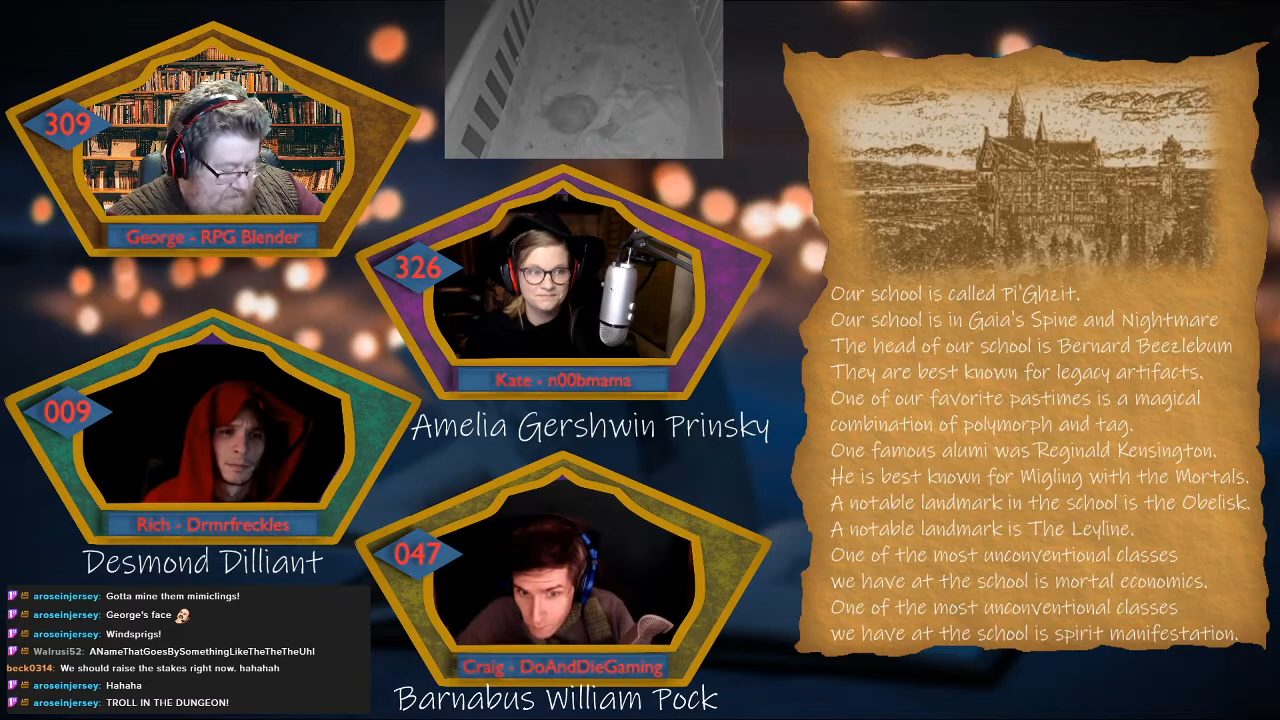 309
George - RPG Blender
326
Kate - n00bmama
Amelia Gershwin Prinsky
009
Rich - Drmrfreckles
Desmond Dilliant
047
Craig - DoAndDieGaming
Barnabus William Pock
aroseinjersey: Gotta mine them mimiclings!
aroseinjersey: George's face
aroseinjersey: Windsprigs!
Walrusi52: ANameThatGoesBySomethingLikeTheTheTheUhl
beck0314: We should raise the stakes right now. hahahah
aroseinjersey: Hahaha
aroseinjersey: TROLL IN THE DUNGEON!
Our school is called Pi'Ghzit.
Our school is in Gaia's Spine and Nightmare
The head of our school is Bernard Beezlebum
They are best known for legacy artifacts.
One of our favorite pastimes is a magical
combination of polymorph and tag.
One famous alumi was Reginald Kensington.
He is best known for Migling with the Mortals.
A notable landmark in the school is the Obelisk.
A notable landmark is The Leyline.
One of the most unconventional classes
we have at the school is mortal economics.
One of the most unconventional classes
we have at the school is spirit manifestation.